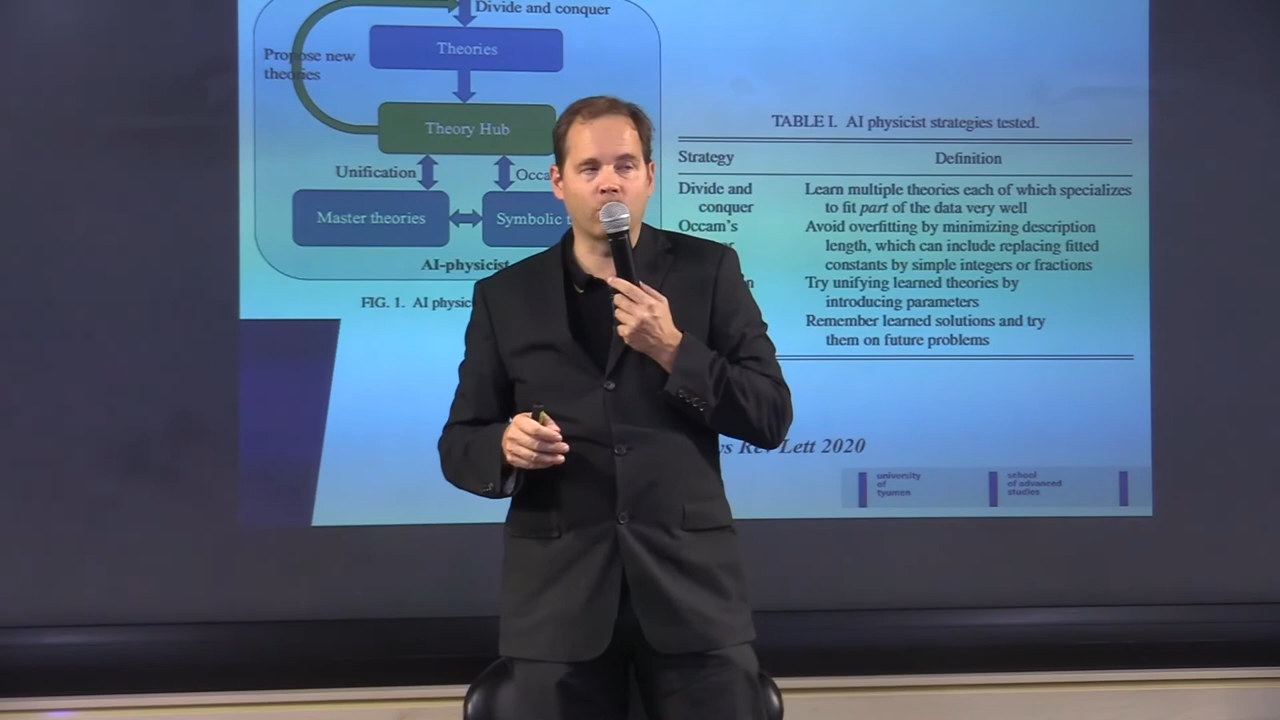 Divide and conquer
Theories
Propose new
theories
Theory Hub
Unification
Master theories
Symbolic
AI-physicist
FIG. 1. AI
TABLE I. AI physicist strategies tested.
Strategy Definition
Divide and Learn multiple theories each of which specializes
conquer to fit part of the data very well
Occam's Avoid overfitting by minimizing description
length, which can include replacing fitted
constants by simple integers or fractions
Try unifying learned theories by
introducing parameters
Remember learned solutions and try
them on future problems
Lett 2020
university
of
tyumen
school
of advanced
studies